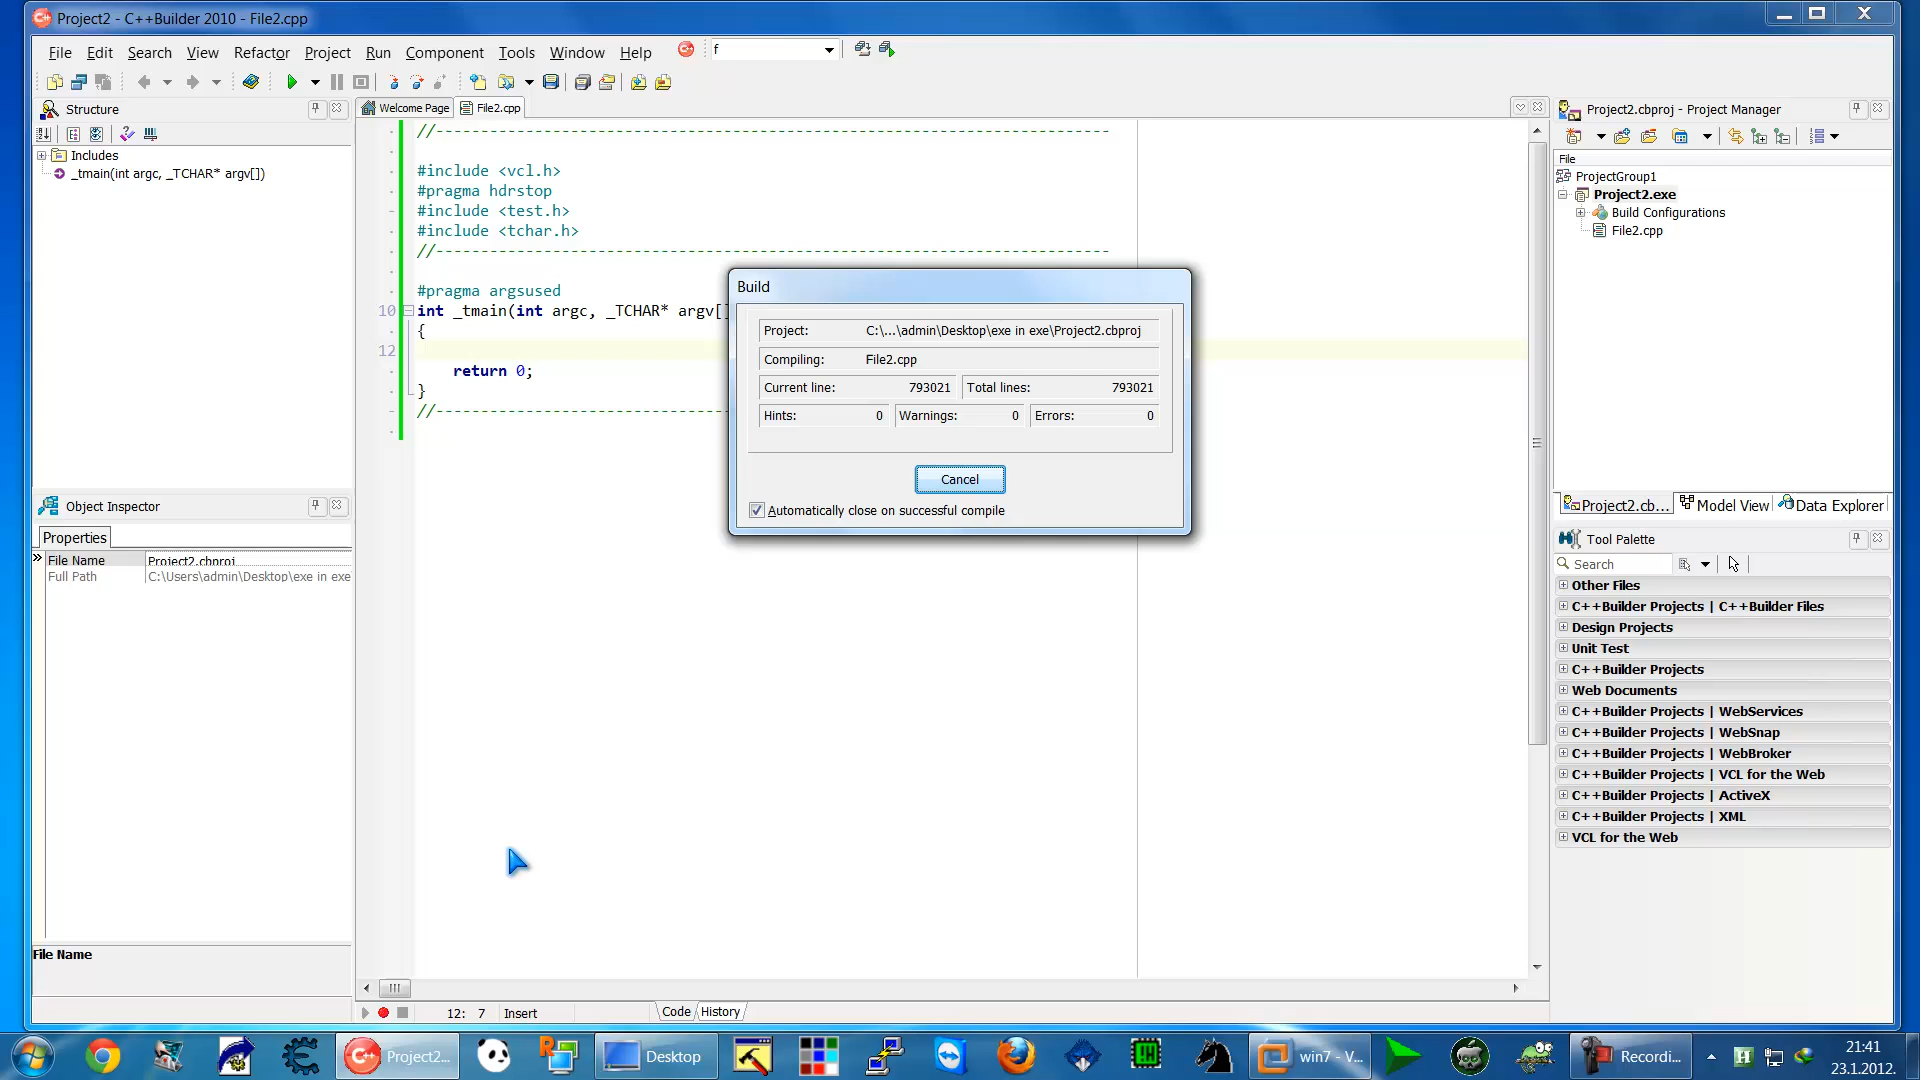 Project2 - C++Builder 2010 - File2.cpp
File Edit Search View Refactor Project Run Component Tools Window Help
f
Structure
Includes
_tmain(int argc, _TCHAR* argv[])
Object Inspector
Properties
File Name Project2.cbproj
Full Path C:\Users\admin\Desktop\exe in exe
File Name
Welcome Page File2.cpp
//---------------------------------------------------------------------------
#include <vcl.h>
#pragma hdrstop
#include <test.h>
#include <tchar.h>
//---------------------------------------------------------------------------
#pragma argsused
10 int _tmain(int argc, _TCHAR* argv[]
{
12
return 0;
}
//---------------------------------
12: 7 Insert
Code History
Build
Project: C:\...\admin\Desktop\exe in exe\Project2.cbproj
Compiling: File2.cpp
Current line: 793021 Total lines: 793021
Hints: 0 Warnings: 0 Errors: 0
Cancel
Automatically close on successful compile
Project2.cbproj - Project Manager
File
ProjectGroup1
Project2.exe
Build Configurations
File2.cpp
Project2.cb... Model View Data Explorer
Tool Palette
Search
Other Files
C++Builder Projects | C++Builder Files
Design Projects
Unit Test
C++Builder Projects
Web Documents
C++Builder Projects | WebServices
C++Builder Projects | WebSnap
C++Builder Projects | WebBroker
C++Builder Projects | VCL for the Web
C++Builder Projects | ActiveX
C++Builder Projects | XML
VCL for the Web
Project2... Desktop win7 - V... Recordi...
21:41
23.1.2012.